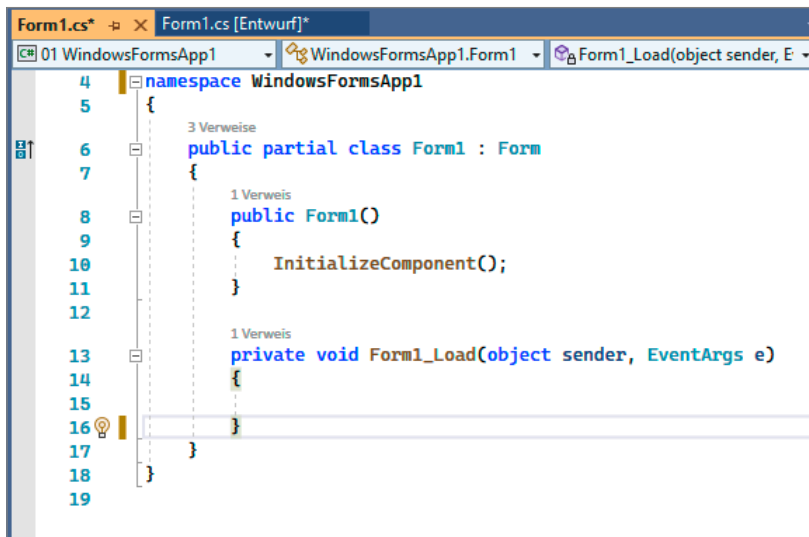 Form1.cs* Form1.cs [Entwurf]*
C# 01 WindowsFormsApp1 WindowsFormsApp1.Form1 Form1_Load(object sender, E
4 namespace WindowsFormsApp1
5 {
3 Verweise
6 public partial class Form1 : Form
7 {
1 Verweis
8 public Form1()
9 {
10 InitializeComponent();
11 }
12
1 Verweis
13 private void Form1_Load(object sender, EventArgs e)
14 {
15
16 }
17 }
18 }
19